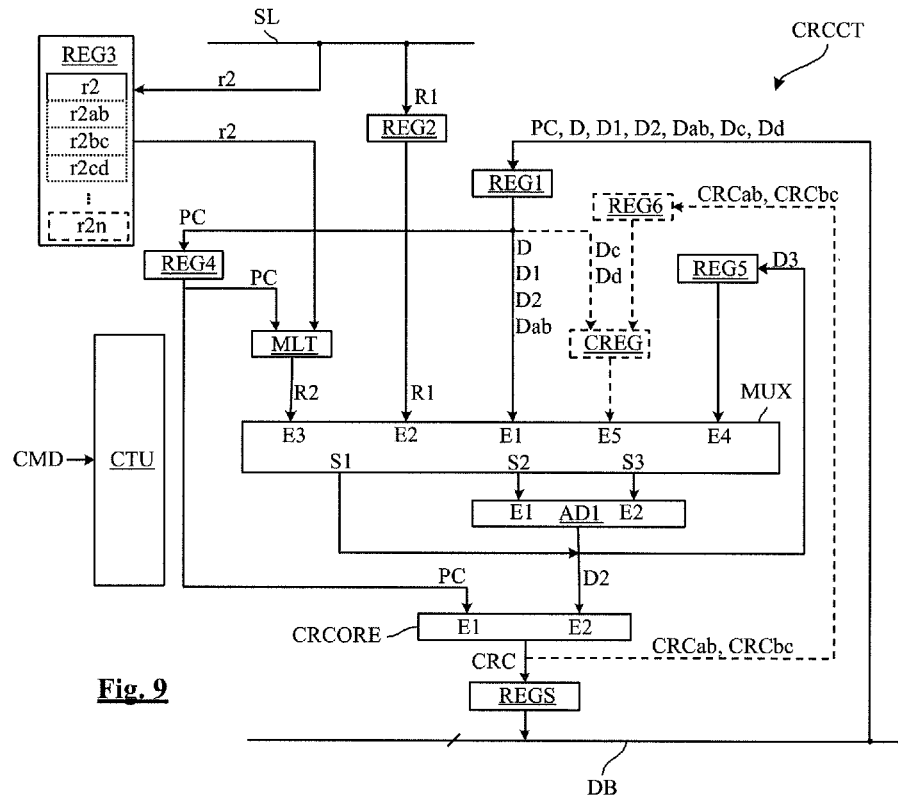 SL
CRCCT
REG3
r2
r2ab
r2bc
r2cd
r2n
r2
r2
R1
REG2
PC, D, D1, D2, Dab, Dc, Dd
REG1
REG6
CRCab, CRCbc
PC
REG4
PC
D
D1
D2
Dab
Dc
Dd
REG5
D3
MLT
CREG
R2
R1
MUX
E3
E2
E1
E5
E4
S1
S2
S3
CMD
CTU
E1
AD1
E2
PC
D2
CRCORE
E1
E2
CRC
CRCab, CRCbc
REGS
Fig. 9
DB